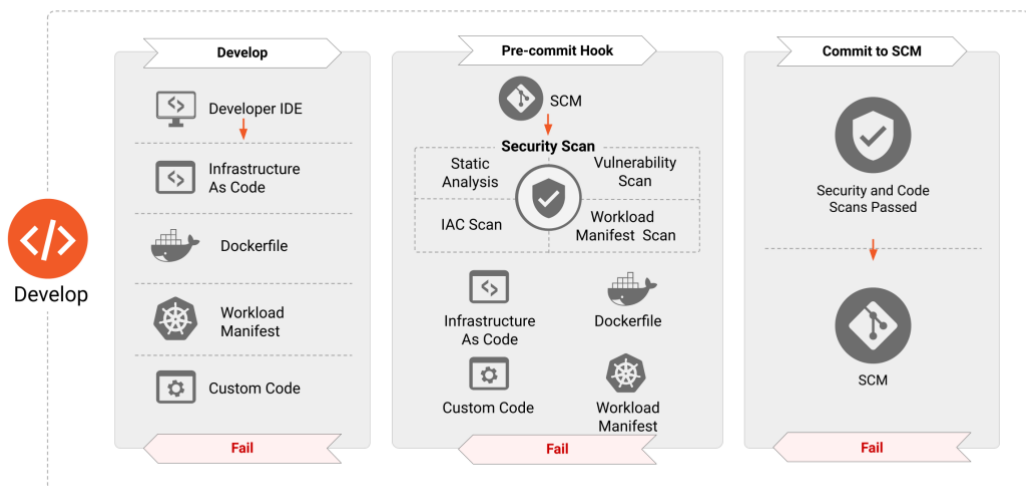 Develop
Develop
Developer IDE
Infrastructure
As Code
Dockerfile
Workload
Manifest
Custom Code
Fail
Pre-commit Hook
SCM
Security Scan
Static
Analysis
Vulnerability
Scan
IAC Scan
Workload
Manifest Scan
Infrastructure
As Code
Dockerfile
Custom Code
Workload
Manifest
Fail
Commit to SCM
Security and Code
Scans Passed
SCM
Fail